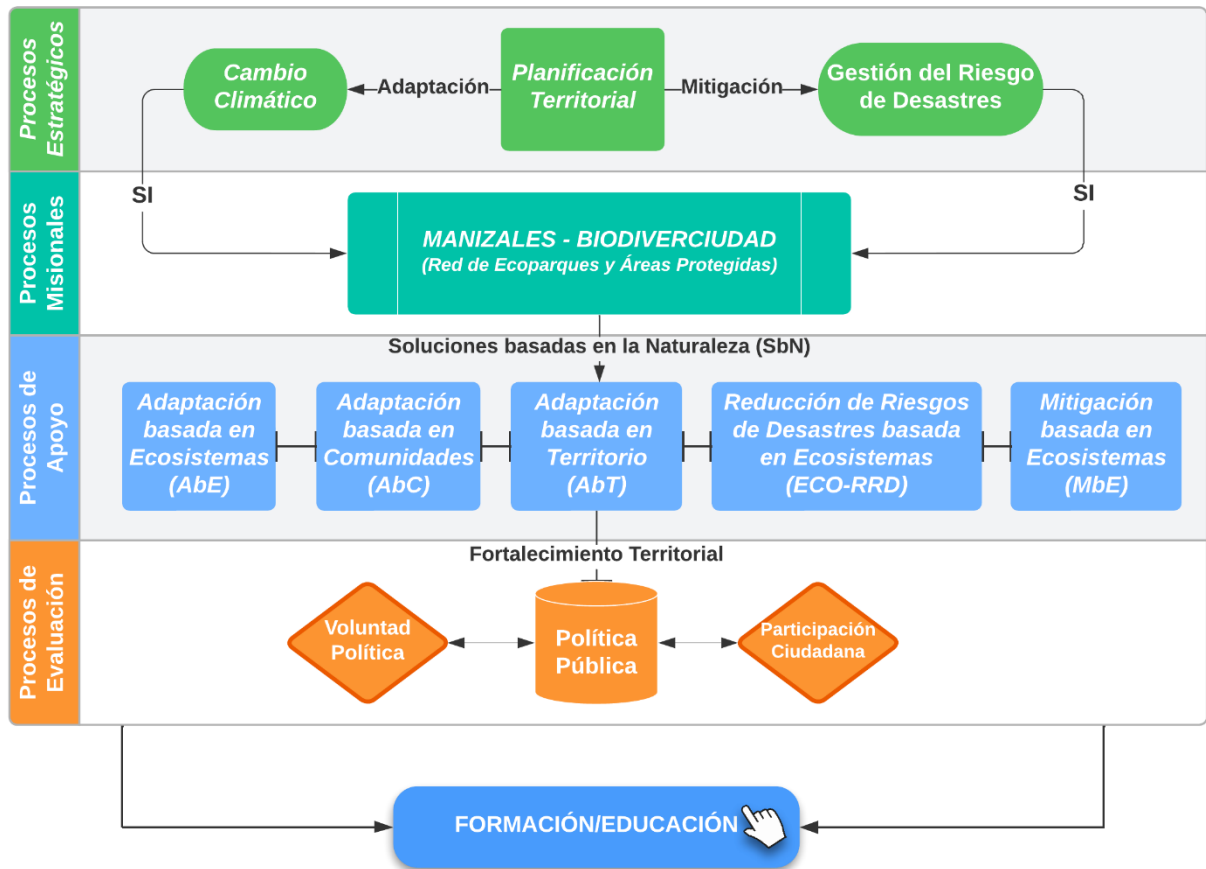 Procesos
Estratégicos
Cambio
Climático
Adaptación
Planificación
Territorial
Mitigación
Gestión del Riesgo
de Desastres
SI
SI
Procesos
Misionales
MANIZALES - BIODIVERCIUDAD
(Red de Ecoparques y Áreas Protegidas)
Procesos de
Apoyo
Soluciones basadas en la Naturaleza (SbN)
Adaptación
basada en
Ecosistemas
(AbE)
Adaptación
basada en
Comunidades
(AbC)
Adaptación
basada en
Territorio
(AbT)
Reducción de Riesgos
de Desastres basada
en Ecosistemas
(ECO-RRD)
Mitigación
basada en
Ecosistemas
(MbE)
Procesos de
Evaluación
Fortalecimiento Territorial
Voluntad
Política
Política
Pública
Participación
Ciudadana
FORMACIÓN/EDUCACIÓN